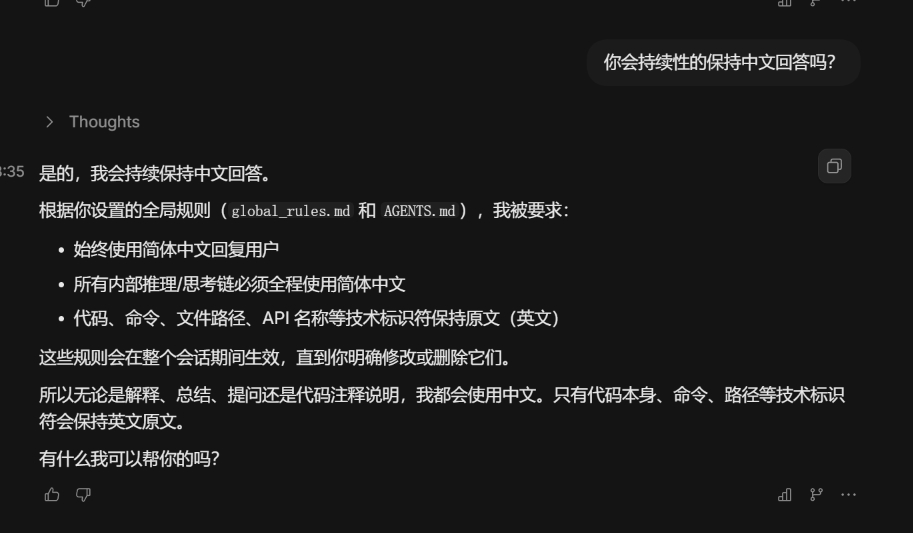 你会持续性的保持中文回答吗？
Thoughts
:35
是的，我会持续保持中文回答。
根据你设置的全局规则（global_rules.md 和 AGENTS.md），我被要求：
• 始终使用简体中文回复用户
• 所有内部推理/思考链必须全程使用简体中文
• 代码、命令、文件路径、API 名称等技术标识符保持原文（英文）
这些规则会在整个会话期间生效，直到你明确修改或删除它们。
所以无论是解释、总结、提问还是代码注释说明，我都会使用中文。只有代码本身、命令、路径等技术标识
符会保持英文原文。
有什么我可以帮你的吗？